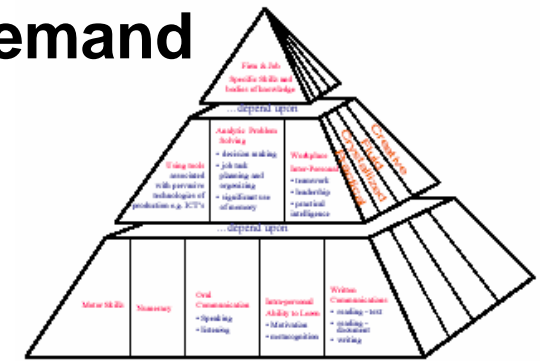 emand
Firm & Job
Specific Skills and
bodies of knowledge
...depend upon
Using tools
associated
with pervasive
technologies of
production e.g. ICT's
Analytic Problem
Solving
• decision making
• job task
planning and
organizing
• significant use
of memory
Workplace
Inter-Personal
• teamwork
• leadership
• practical
intelligence
Creative
Fluid
Crystallized
Practical
...depend upon
Motor Skills
Numeracy
Oral
Communication
• Speaking
• listening
Interpersonal
Ability to Learn
• Motivation
• metacognition
Written
Communications
• reading - text
• reading -
document
• writing